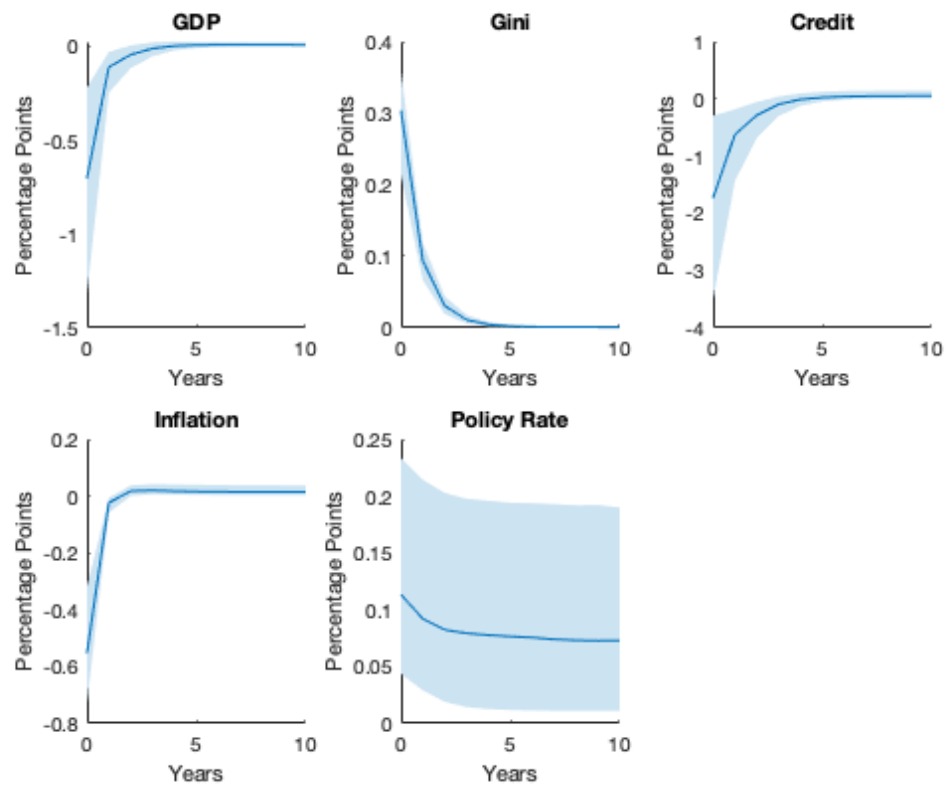 GDP
Percentage Points
0
-0.5
-1
-1.5
0 5 10
Years
Gini
Percentage Points
0.4
0.3
0.2
0.1
0
0 5 10
Years
Credit
Percentage Points
1
0
-1
-2
-3
-4
0 5 10
Years
Inflation
Percentage Points
0.2
0
-0.2
-0.4
-0.6
-0.8
0 5 10
Years
Policy Rate
Percentage Points
0.25
0.2
0.15
0.1
0.05
0
0 5 10
Years